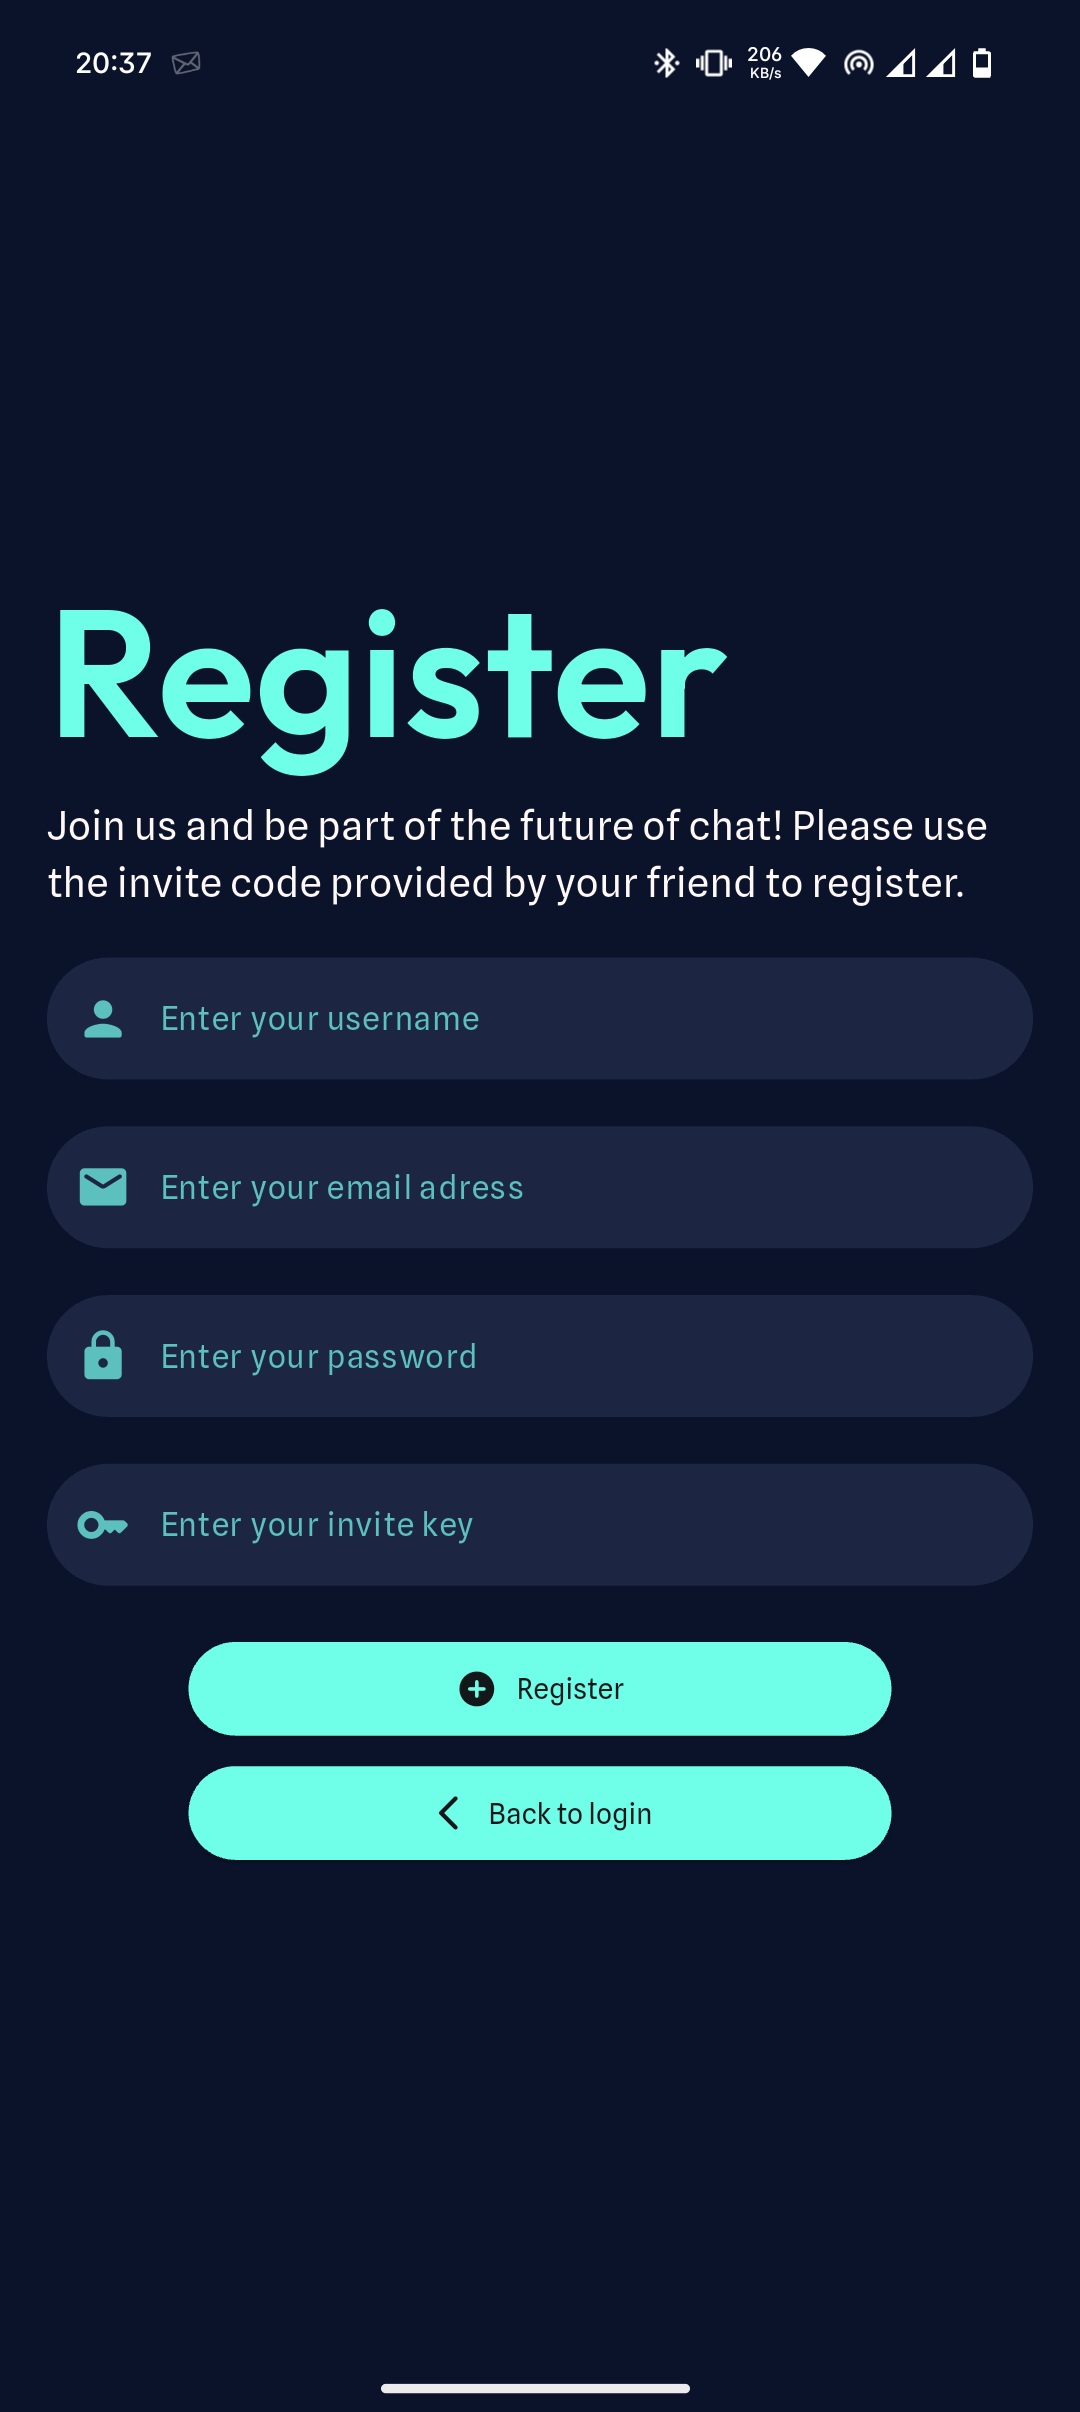 20:37
206
KB/s
Register
Join us and be part of the future of chat! Please use
the invite code provided by your friend to register.
Enter your username
Enter your email adress
Enter your password
Enter your invite key
Register
Back to login